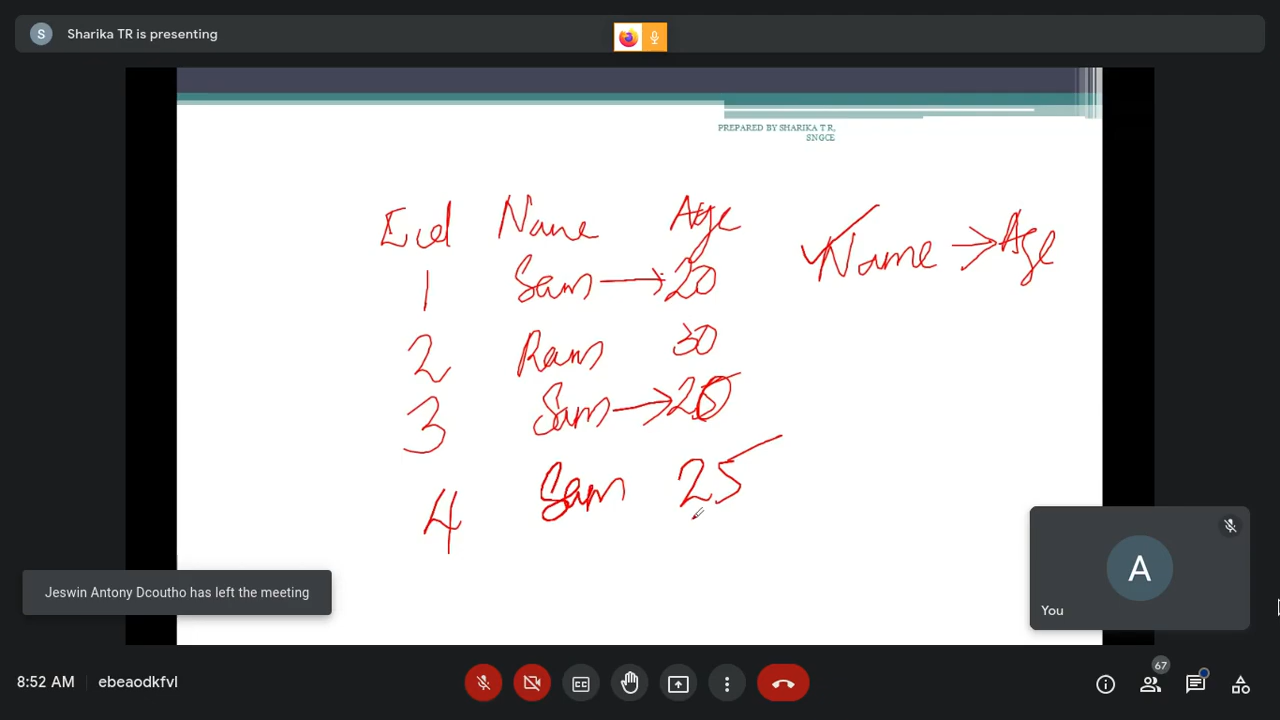 S Sharika TR is presenting
PREPARED BY SHARIKA T R,
SNGCE
Eid Name Age
1 Sam → 20
2 Ram 30
3 Sam → 20
4 Sam 25
Name → Age
Jeswin Antony Dcoutho has left the meeting
A
You
8:52 AM ebeaodkfvl
CC
67